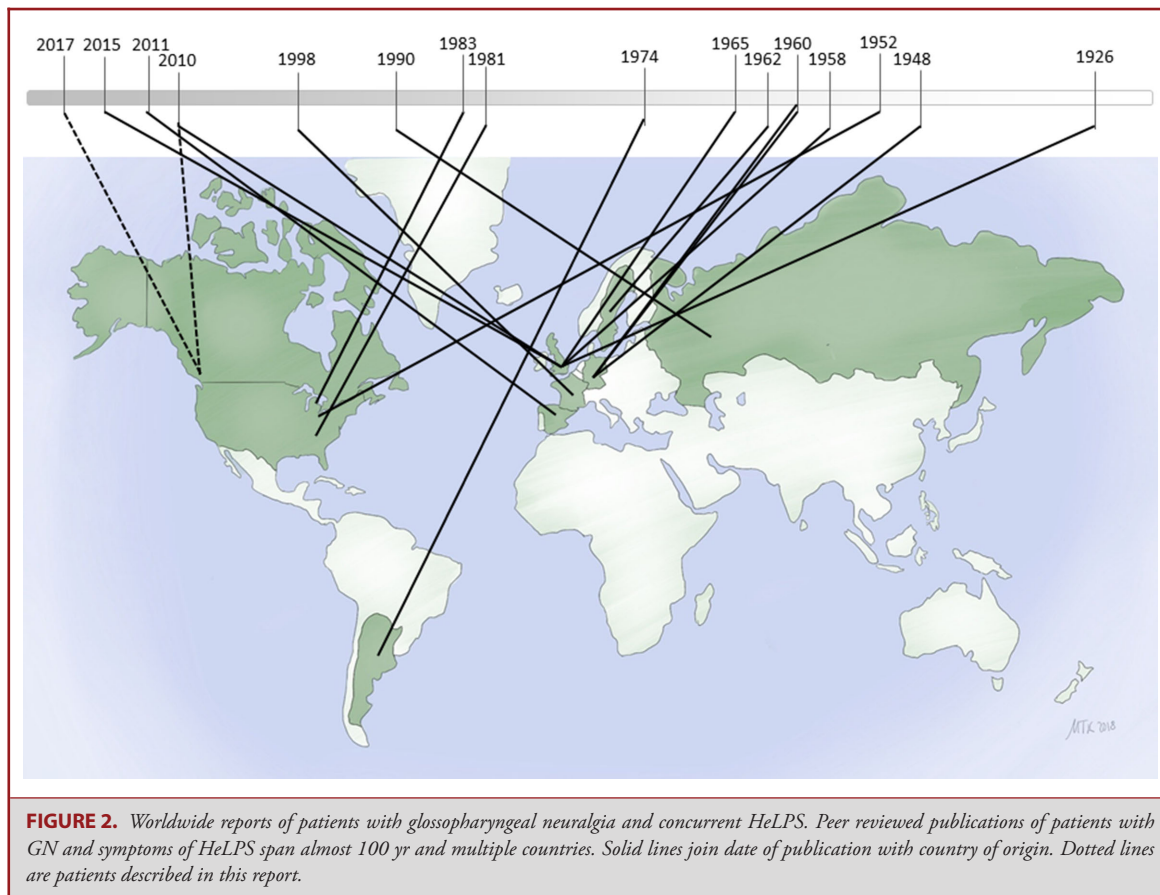 2017 2015 2011 2010 1998 1990 1983 1981 1974 1965 1962 1960 1958 1952 1948 1926
MTK 2018
FIGURE 2. Worldwide reports of patients with glossopharyngeal neuralgia and concurrent HeLPS. Peer reviewed publications of patients with
GN and symptoms of HeLPS span almost 100 yr and multiple countries. Solid lines join date of publication with country of origin. Dotted lines
are patients described in this report.